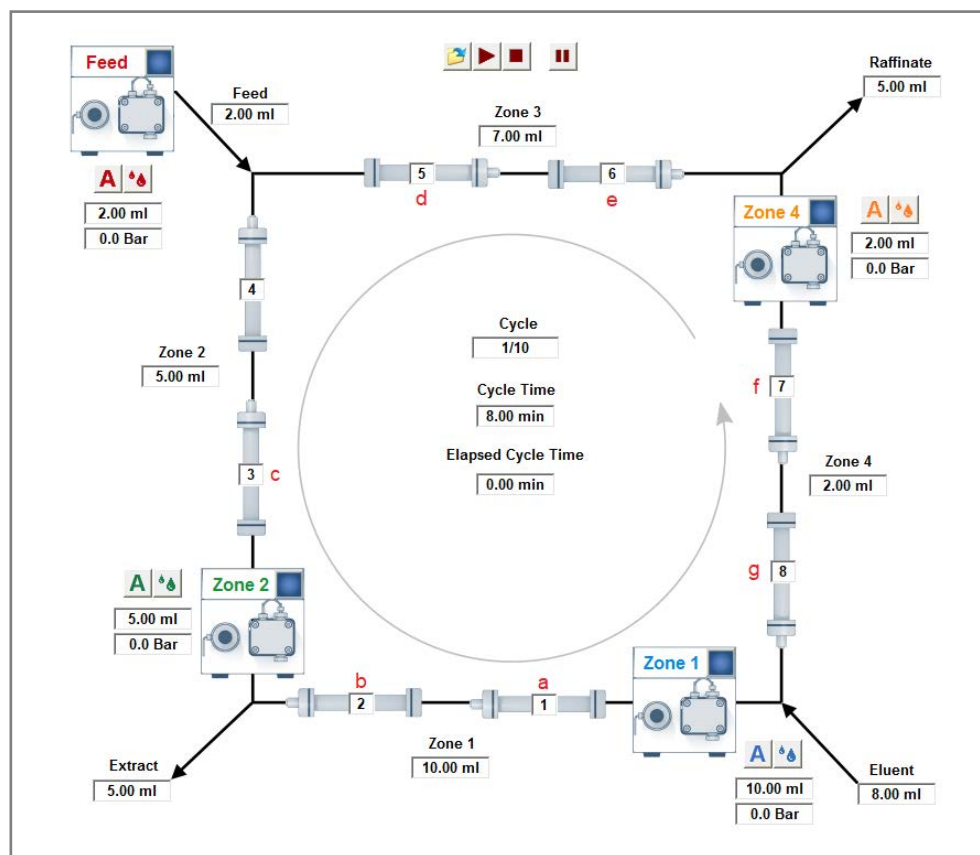 Feed
Feed
2.00 ml
A
2.00 ml
0.0 Bar
Zone 3
7.00 ml
Raffinate
5.00 ml
5
d
6
e
Zone 4
A
2.00 ml
0.0 Bar
4
Zone 2
5.00 ml
3
c
Cycle
1/10
Cycle Time
8.00 min
Elapsed Cycle Time
0.00 min
f
7
Zone 4
2.00 ml
g
8
A
5.00 ml
0.0 Bar
Zone 2
b
2
a
1
Zone 1
Zone 1
10.00 ml
Extract
5.00 ml
A
10.00 ml
0.0 Bar
Eluent
8.00 ml